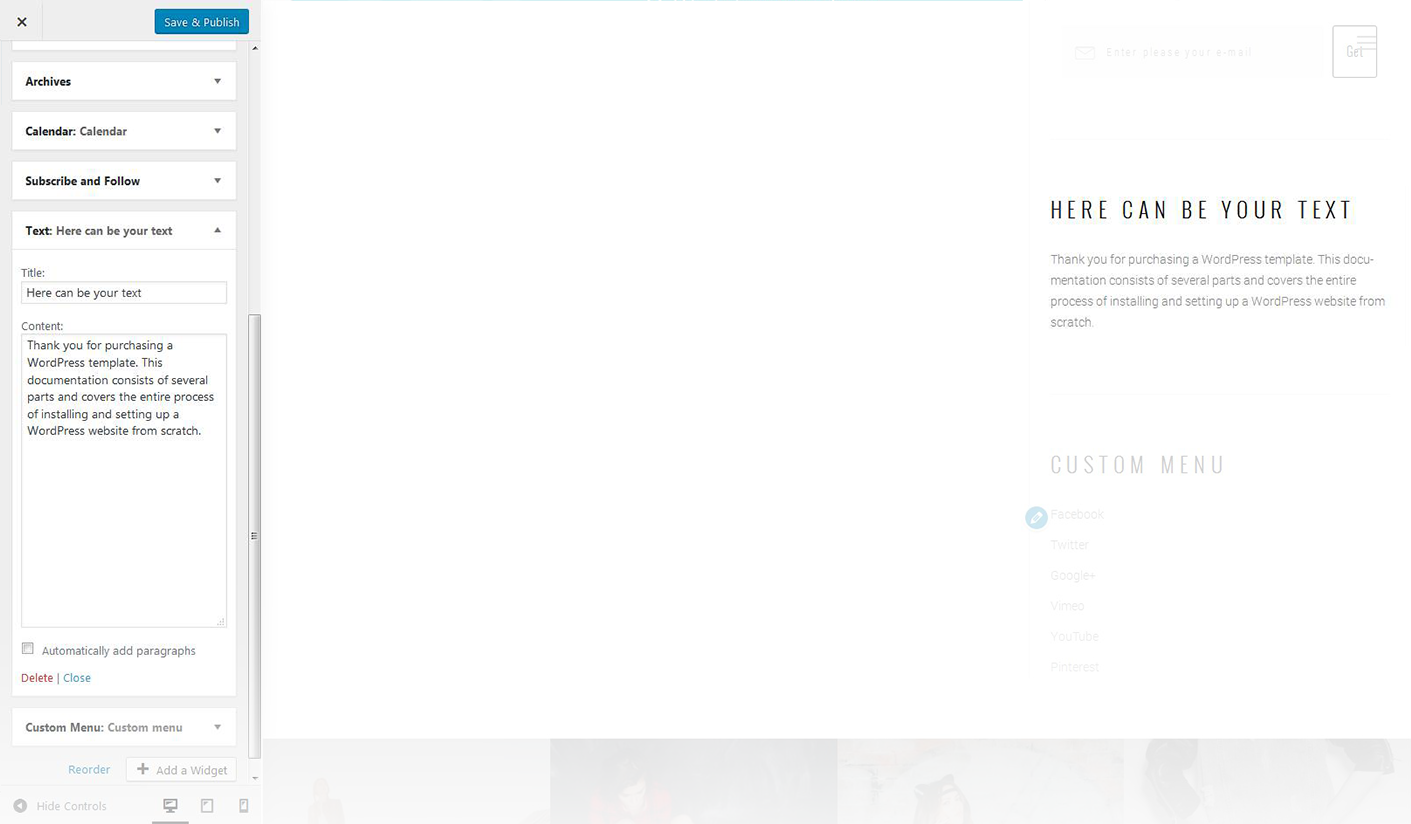 Save & Publish
Archives
Calendar: Calendar
Subscribe and Follow
Text: Here can be your text
Title:
Here can be your text
Content:
Thank you for purchasing a
WordPress template. This
documentation consists of several
parts and covers the entire process
of installing and setting up a
WordPress website from scratch.
Automatically add paragraphs
Delete | Close
Custom Menu: Custom menu
Reorder
Add a Widget
Hide Controls
Enter please your e-mail
Get
HERE CAN BE YOUR TEXT
Thank you for purchasing a WordPress template. This docu-
mentation consists of several parts and covers the entire
process of installing and setting up a WordPress website from
scratch.
CUSTOM MENU
Facebook
Twitter
Google+
Vimeo
YouTube
Pinterest